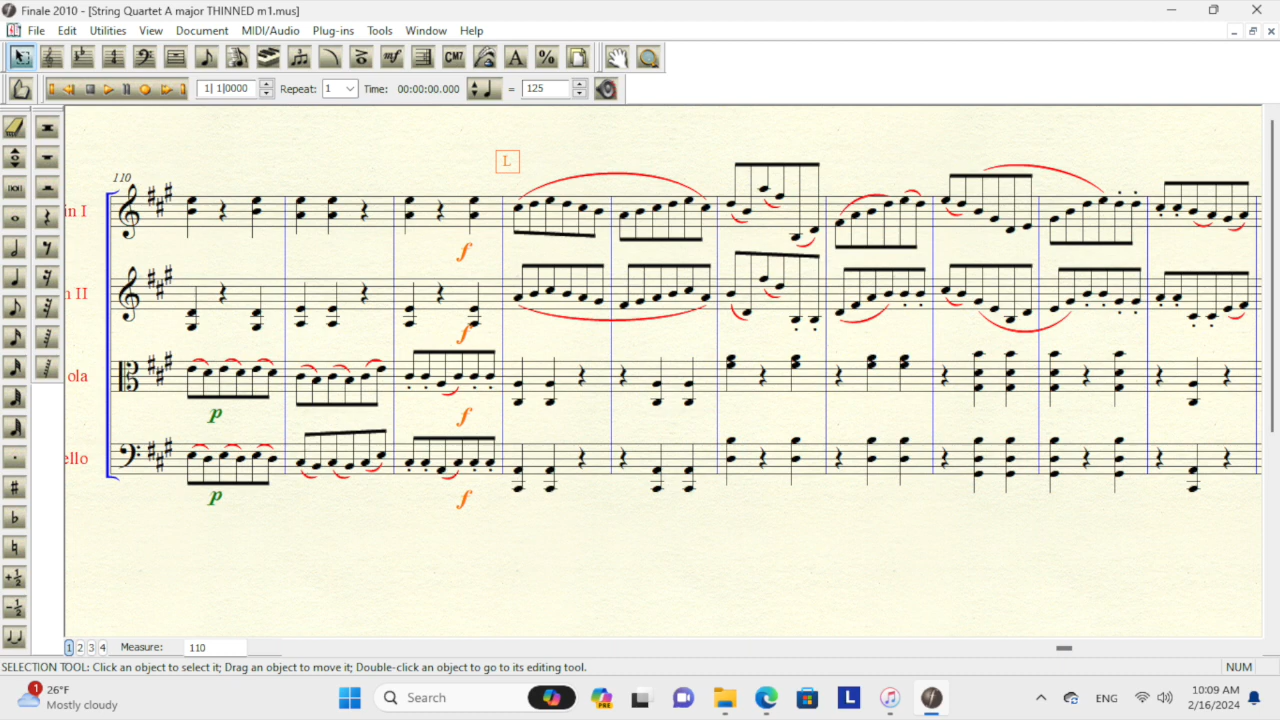 Finale 2010 - [String Quartet A major THINNED m1.mus]
File Edit Utilities View Document MIDI/Audio Plug-ins Tools Window Help
CM7 A %
1| 1|0000 Repeat: 1 Time: 00:00:00.000 = 125
L
110
in I
f
n II
f
ola
p f
ello
p f
1 2 3 4 Measure: 110
SELECTION TOOL: Click an object to select it; Drag an object to move it; Double-click an object to go to its editing tool. NUM
1
26°F
Mostly cloudy
Search
PRE
L
ENG
10:09 AM
2/16/2024